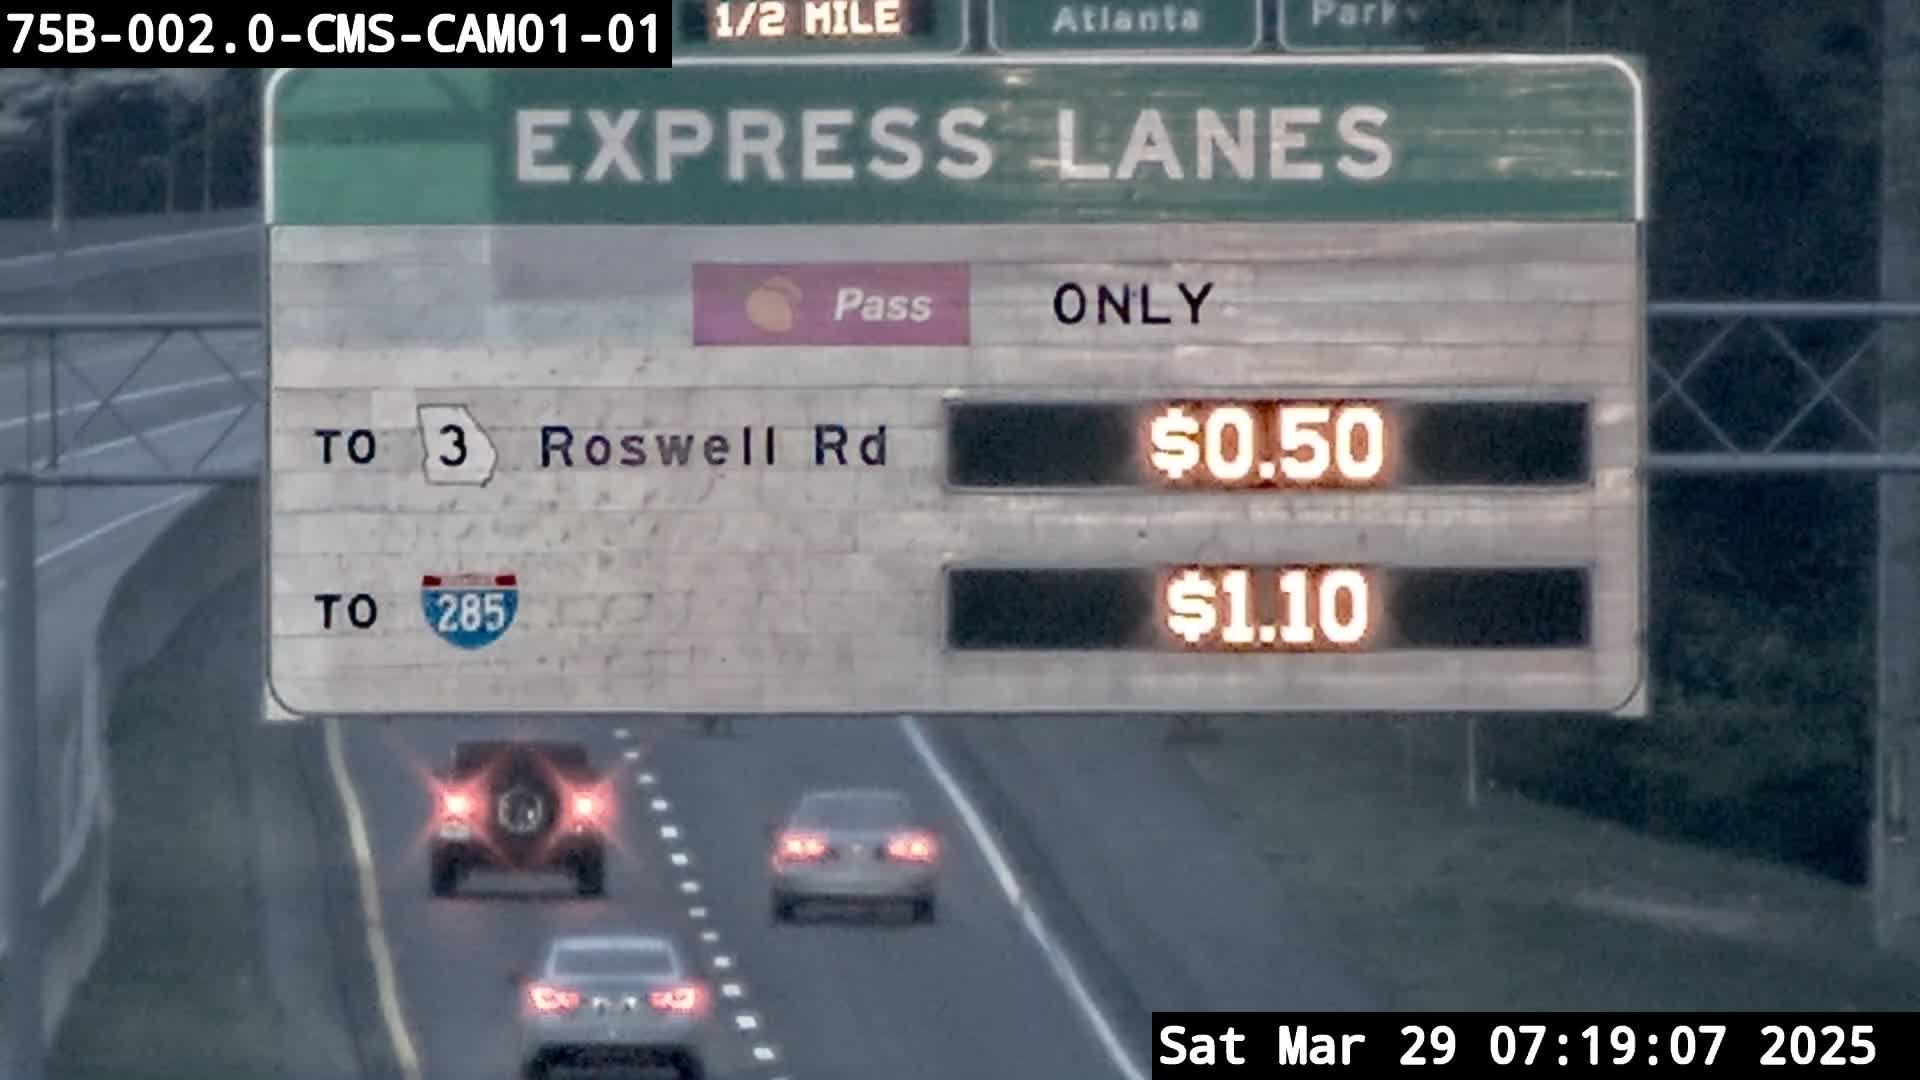 75B-002.0-CMS-CAM01-01
1/2 MILE
Atlanta
EXPRESS LANES
Pass ONLY
TO 3 Roswell Rd $0.50
TO 285 $1.10
Sat Mar 29 07:19:07 2025